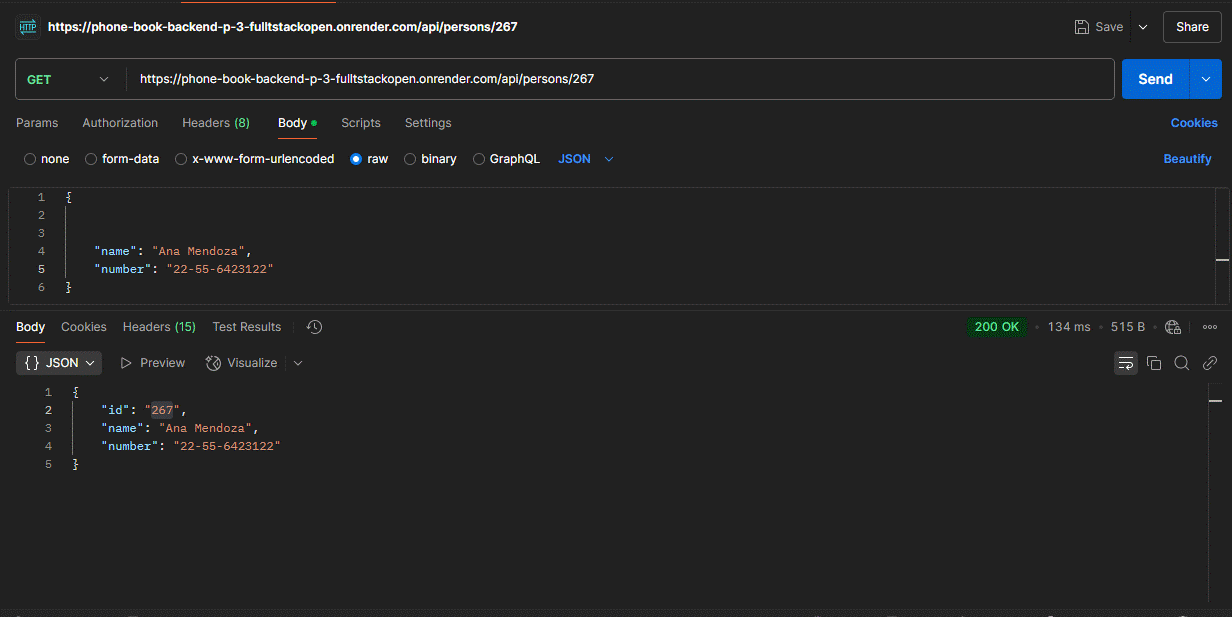 HTTP https://phone-book-backend-p-3-fulltstackopen.onrender.com/api/persons/267 Save Share
GET https://phone-book-backend-p-3-fulltstackopen.onrender.com/api/persons/267 Send
Params Authorization Headers (8) Body Scripts Settings Cookies
none form-data x-www-form-urlencoded raw binary GraphQL JSON Beautify
1 {
2
3
4 "name": "Ana Mendoza",
5 "number": "22-55-6423122"
6 }
Body Cookies Headers (15) Test Results 200 OK • 134 ms • 515 B •
{} JSON Preview Visualize
1 {
2 "id": "267",
3 "name": "Ana Mendoza",
4 "number": "22-55-6423122"
5 }